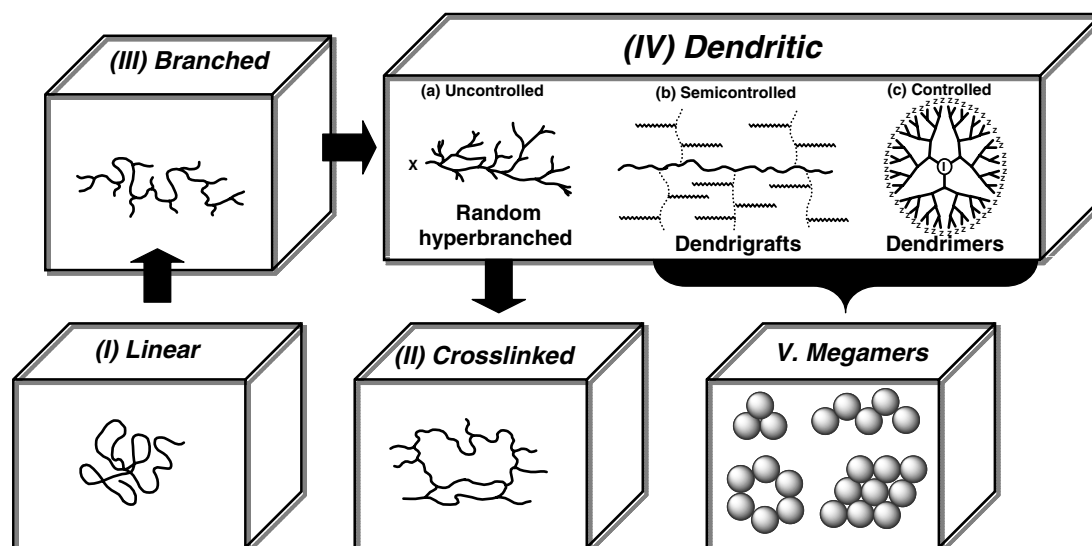 (III) Branched
(IV) Dendritic
(a) Uncontrolled
(b) Semicontrolled
(c) Controlled
X
I
Z Z Z Z Z Z Z Z Z Z Z Z Z Z Z Z Z Z Z Z Z Z Z Z Z Z Z Z Z Z Z Z Z Z Z Z
Random
hyperbranched
Dendrigrafts
Dendrimers
(I) Linear
(II) Crosslinked
V. Megamers